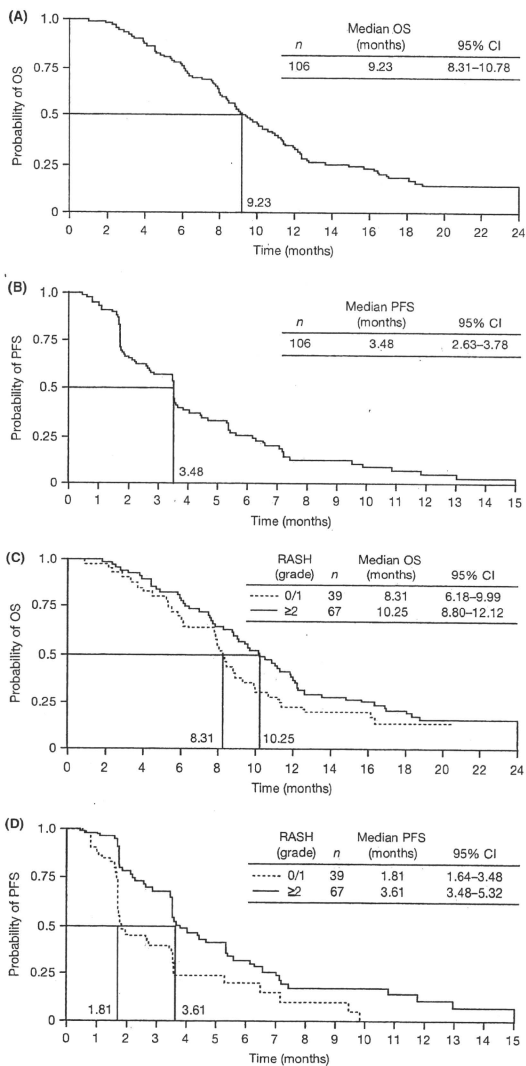 (A)
1.0
0.75
0.5
0.25
0
Probability of OS
Median OS
n (months) 95% CI
106 9.23 8.31–10.78
9.23
0 2 4 6 8 10 12 14 16 18 20 22 24
Time (months)
(B)
1.0
0.75
0.5
0.25
0
Probability of PFS
Median PFS
n (months) 95% CI
106 3.48 2.63–3.78
3.48
0 1 2 3 4 5 6 7 8 9 10 11 12 13 14 15
Time (months)
(C)
1.0
0.75
0.5
0.25
0
Probability of OS
RASH Median OS
(grade) n (months) 95% CI
0/1 39 8.31 6.18–9.99
≥2 67 10.25 8.80–12.12
8.31 10.25
0 2 4 6 8 10 12 14 16 18 20 22 24
Time (months)
(D)
1.0
0.75
0.5
0.25
0
Probability of PFS
RASH Median PFS
(grade) n (months) 95% CI
0/1 39 1.81 1.64–3.48
≥2 67 3.61 3.48–5.32
1.81 3.61
0 1 2 3 4 5 6 7 8 9 10 11 12 13 14 15
Time (months)